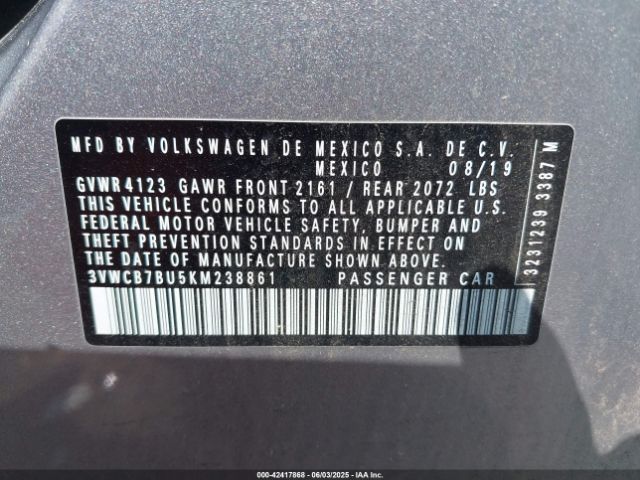 MFD BY VOLKSWAGEN DE MEXICO S.A. DE C.V.
MEXICO 08/19
GVWR4123 GAWR FRONT 2161 / REAR 2072 LBS
THIS VEHICLE CONFORMS TO ALL APPLICABLE U.S.
FEDERAL MOTOR VEHICLE SAFETY, BUMPER AND
THEFT PREVENTION STANDARDS IN EFFECT ON
THE DATE OF MANUFACTURE SHOWN ABOVE.
3VWCB7BU5KM238861 PASSENGER CAR
3231239 3387 M
000-42417868 - 06/03/2025 - IAA Inc.